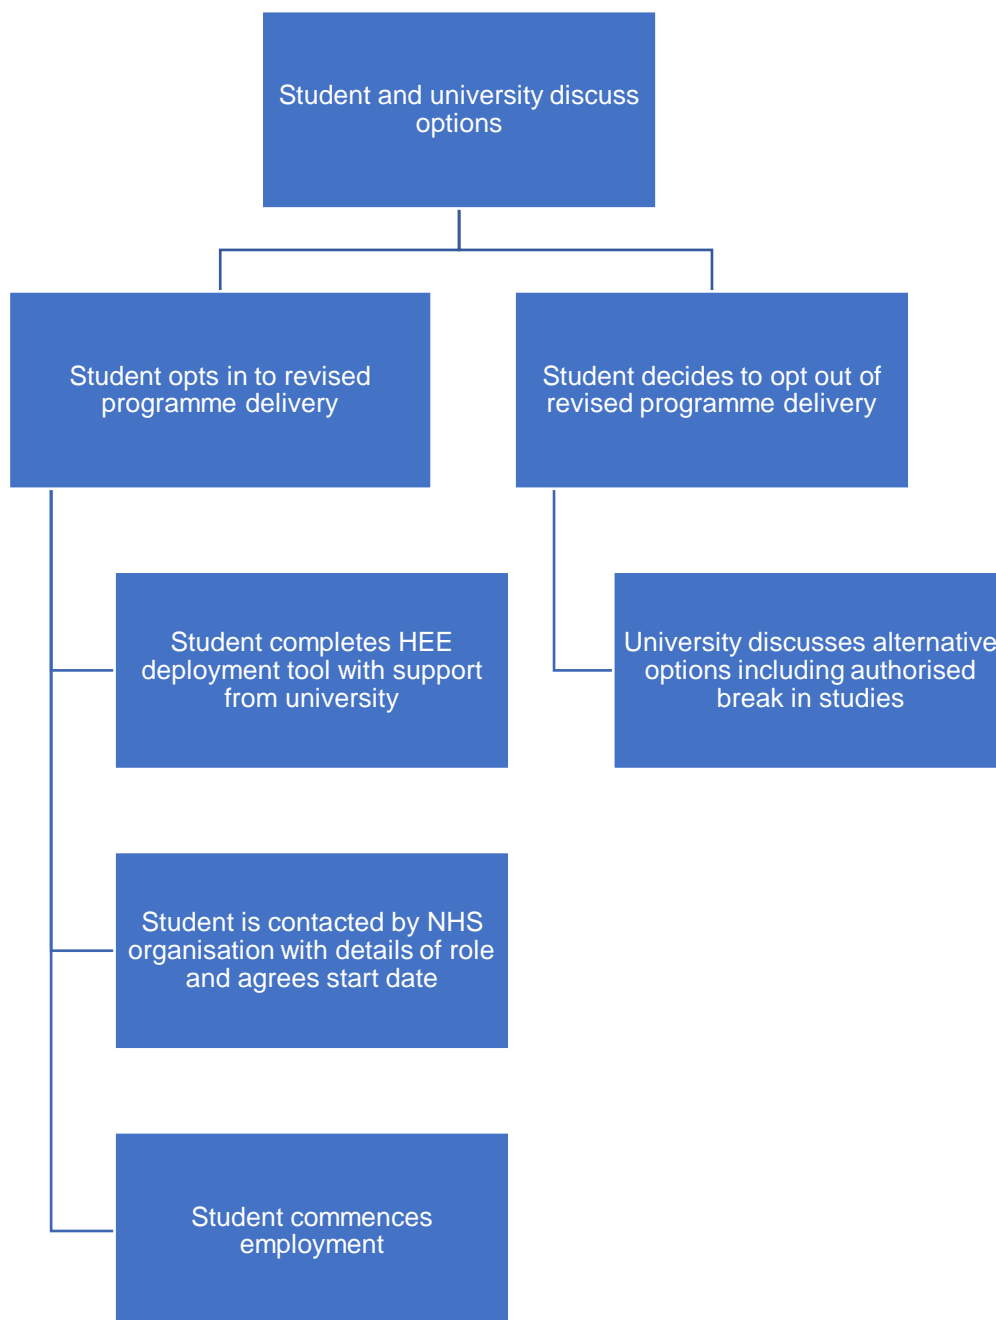 Student and university discuss
options
Student opts in to revised
programme delivery
Student decides to opt out of
revised programme delivery
Student completes HEE
deployment tool with support
from university
University discusses alternative
options including authorised
break in studies
Student is contacted by NHS
organisation with details of role
and agrees start date
Student commences
employment